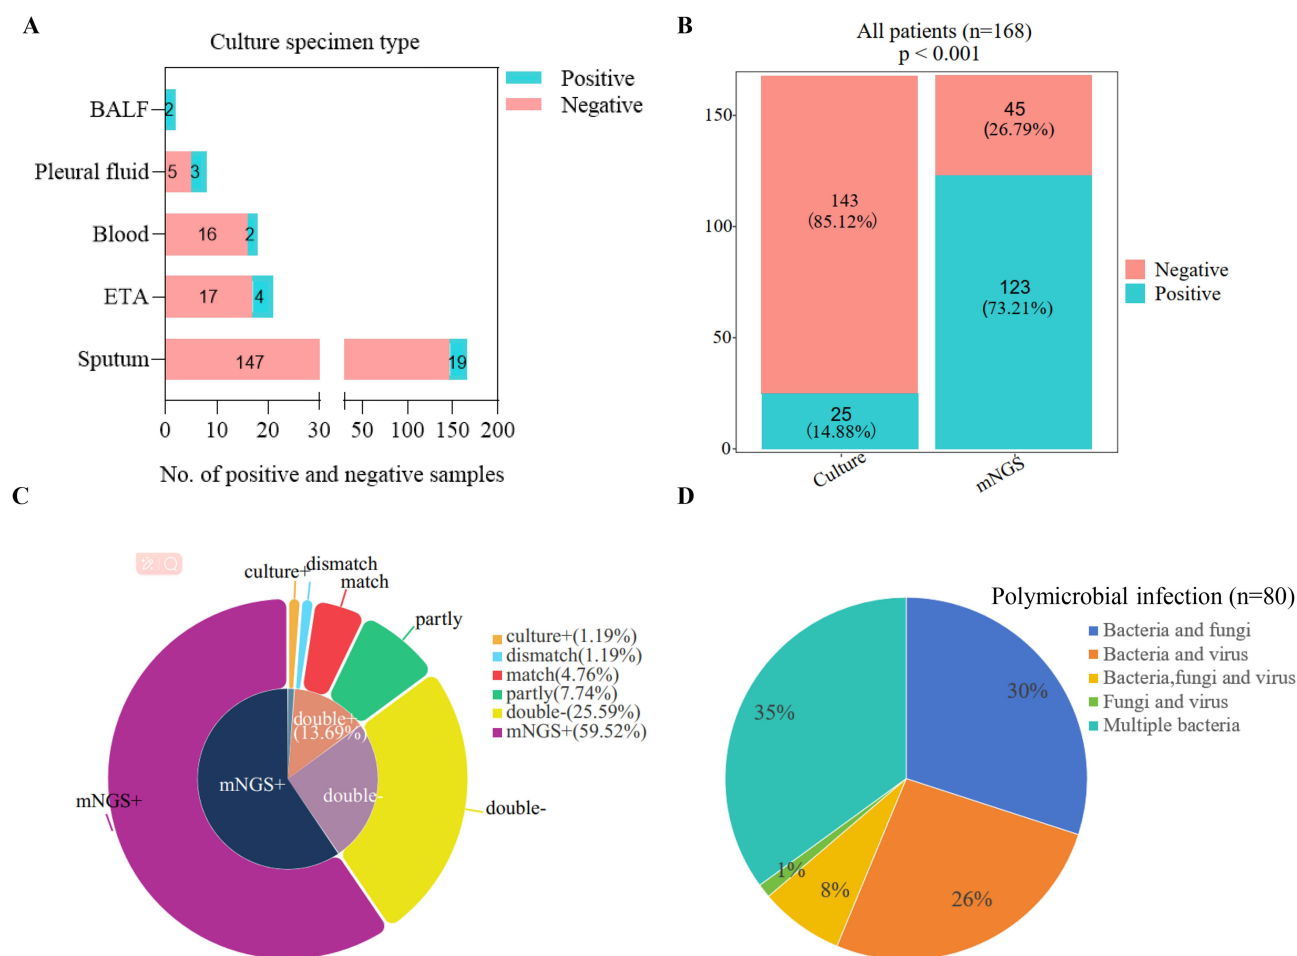 A
Culture specimen type
Positive
Negative
BALF
2
Pleural fluid
5
3
Blood
16
2
ETA
17
4
Sputum
147
19
0
10
20
30
50
100
150
200
No. of positive and negative samples
B
All patients (n=168)
p < 0.001
150
100
50
0
143
(85.12%)
25
(14.88%)
45
(26.79%)
123
(73.21%)
Culture
mNGS
Negative
Positive
C
culture+
dismatch
match
partly
double-
mNGS+
double+
(13.69%)
mNGS+
double-
culture+(1.19%)
dismatch(1.19%)
match(4.76%)
partly(7.74%)
double-(25.59%)
mNGS+(59.52%)
D
Polymicrobial infection (n=80)
Bacteria and fungi
Bacteria and virus
Bacteria,fungi and virus
Fungi and virus
Multiple bacteria
30%
35%
1%
8%
26%